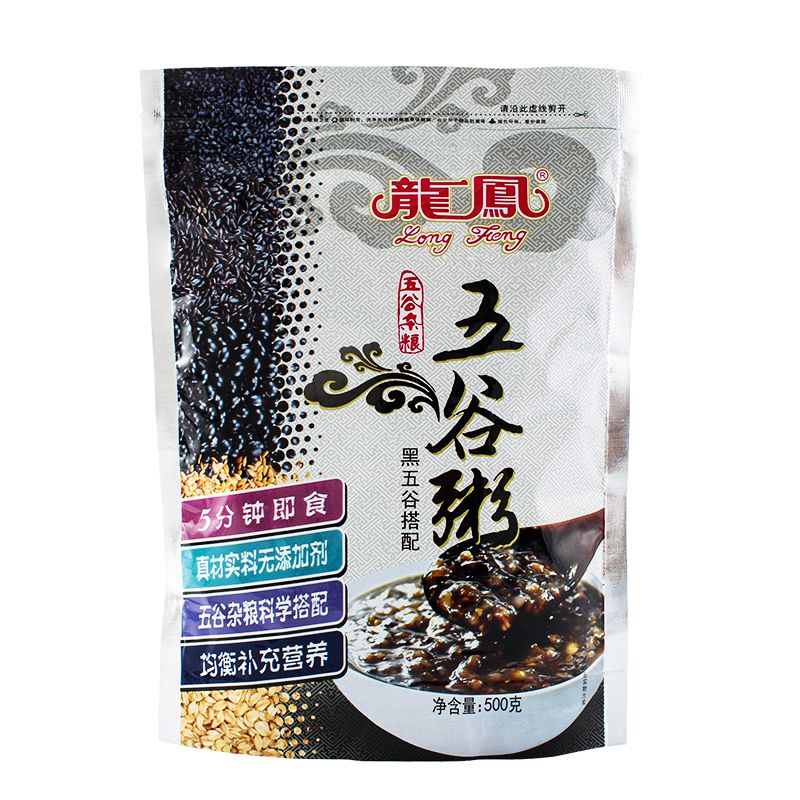 请沿此虚线剪开
龍鳳®
Long Feng
五谷杂粮
五谷粥
黑五谷搭配
5分钟即食
真材实料无添加剂
五谷杂粮科学搭配
均衡补充营养
净含量:500克